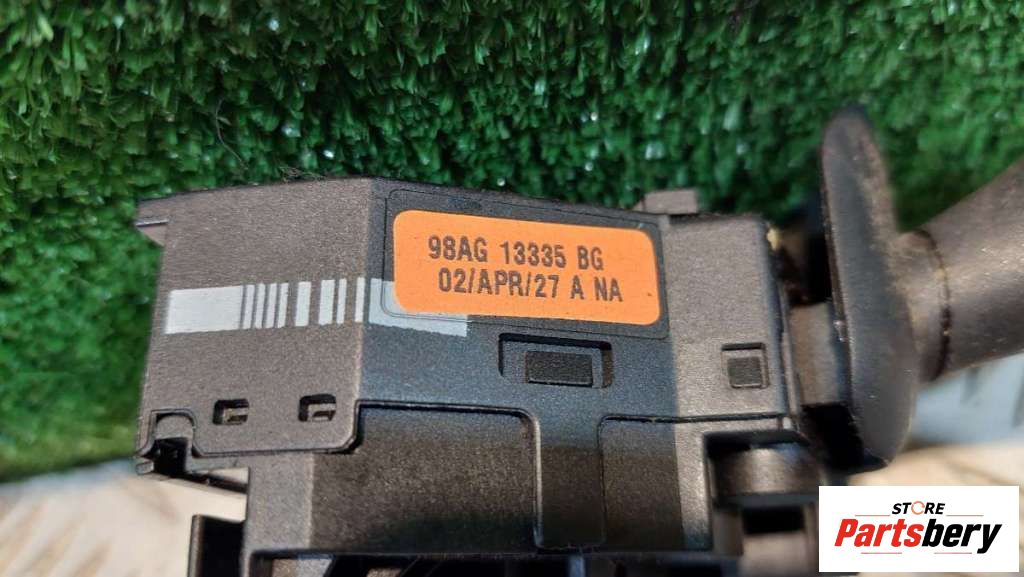 98AG 13335 BG
02/APR/27 A NA
STORE
Partsbery